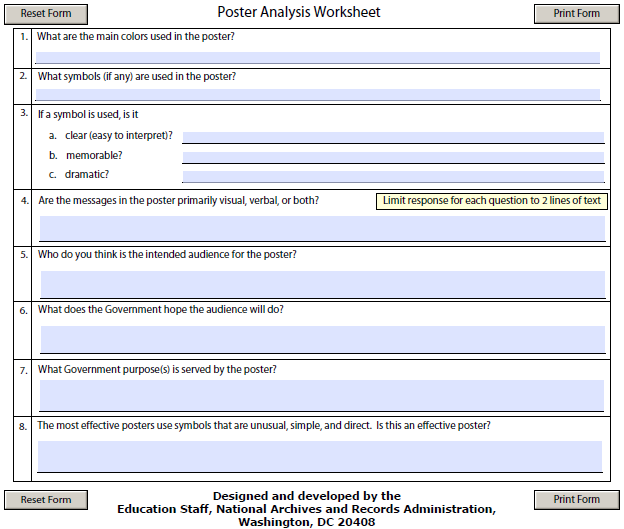 Reset Form
Poster Analysis Worksheet
Print Form
1. What are the main colors used in the poster?
2. What symbols (if any) are used in the poster?
3. If a symbol is used, is it
a. clear (easy to interpret)?
b. memorable?
c. dramatic?
4. Are the messages in the poster primarily visual, verbal, or both?
Limit response for each question to 2 lines of text
5. Who do you think is the intended audience for the poster?
6. What does the Government hope the audience will do?
7. What Government purpose(s) is served by the poster?
8. The most effective posters use symbols that are unusual, simple, and direct. Is this an effective poster?
Reset Form
Designed and developed by the
Education Staff, National Archives and Records Administration,
Washington, DC 20408
Print Form